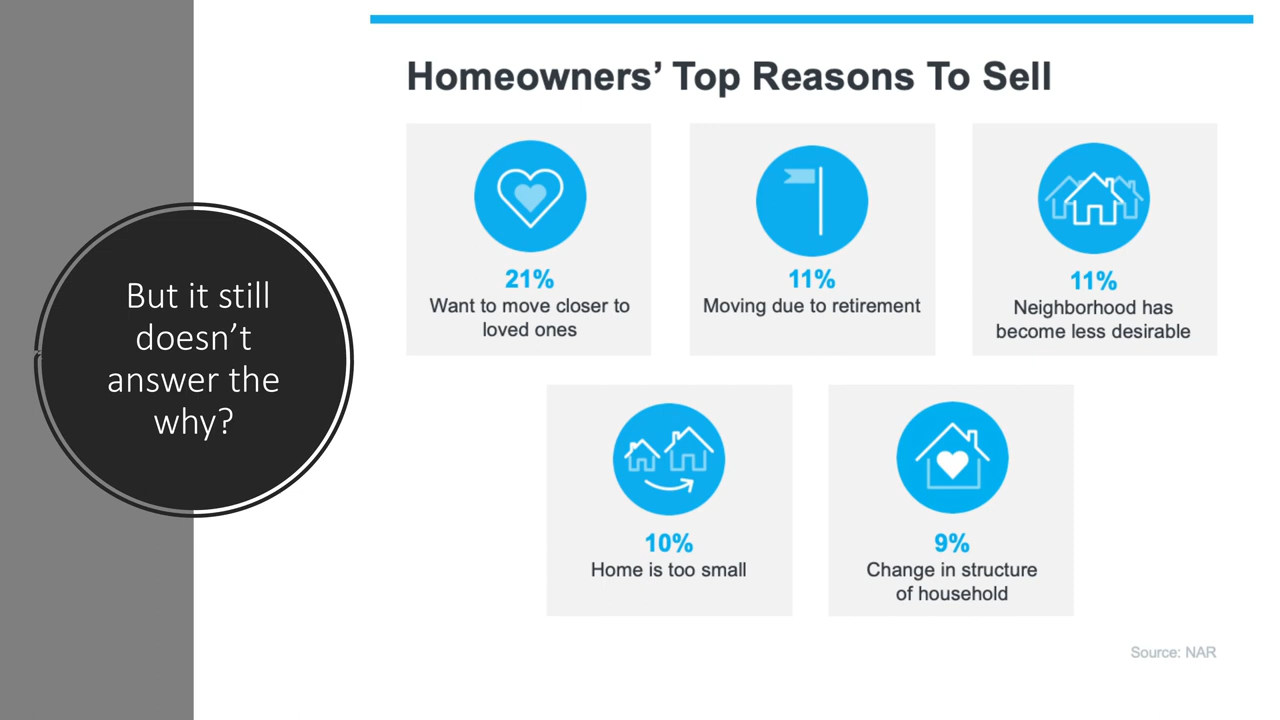 But it still
doesn’t
answer the
why?
Homeowners’ Top Reasons To Sell
21%
Want to move closer to
loved ones
11%
Moving due to retirement
11%
Neighborhood has
become less desirable
10%
Home is too small
9%
Change in structure
of household
Source: NAR